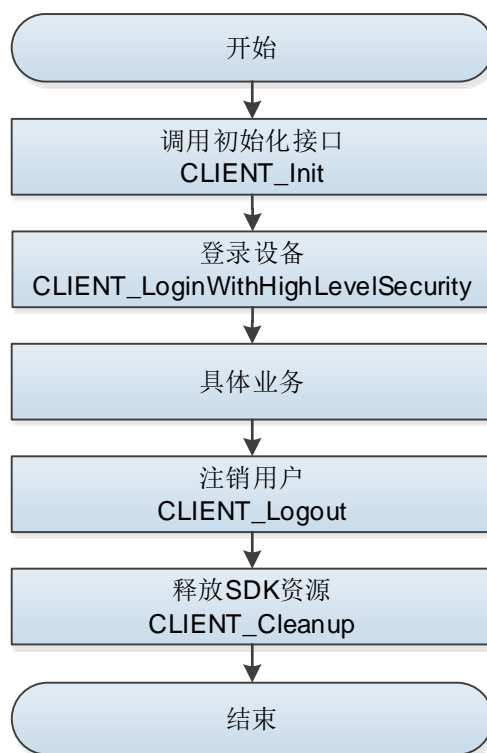 开始
调用初始化接口
CLIENT_Init
登录设备
CLIENT_LoginWithHighLevelSecurity
具体业务
注销用户
CLIENT_Logout
释放SDK资源
CLIENT_Cleanup
结束